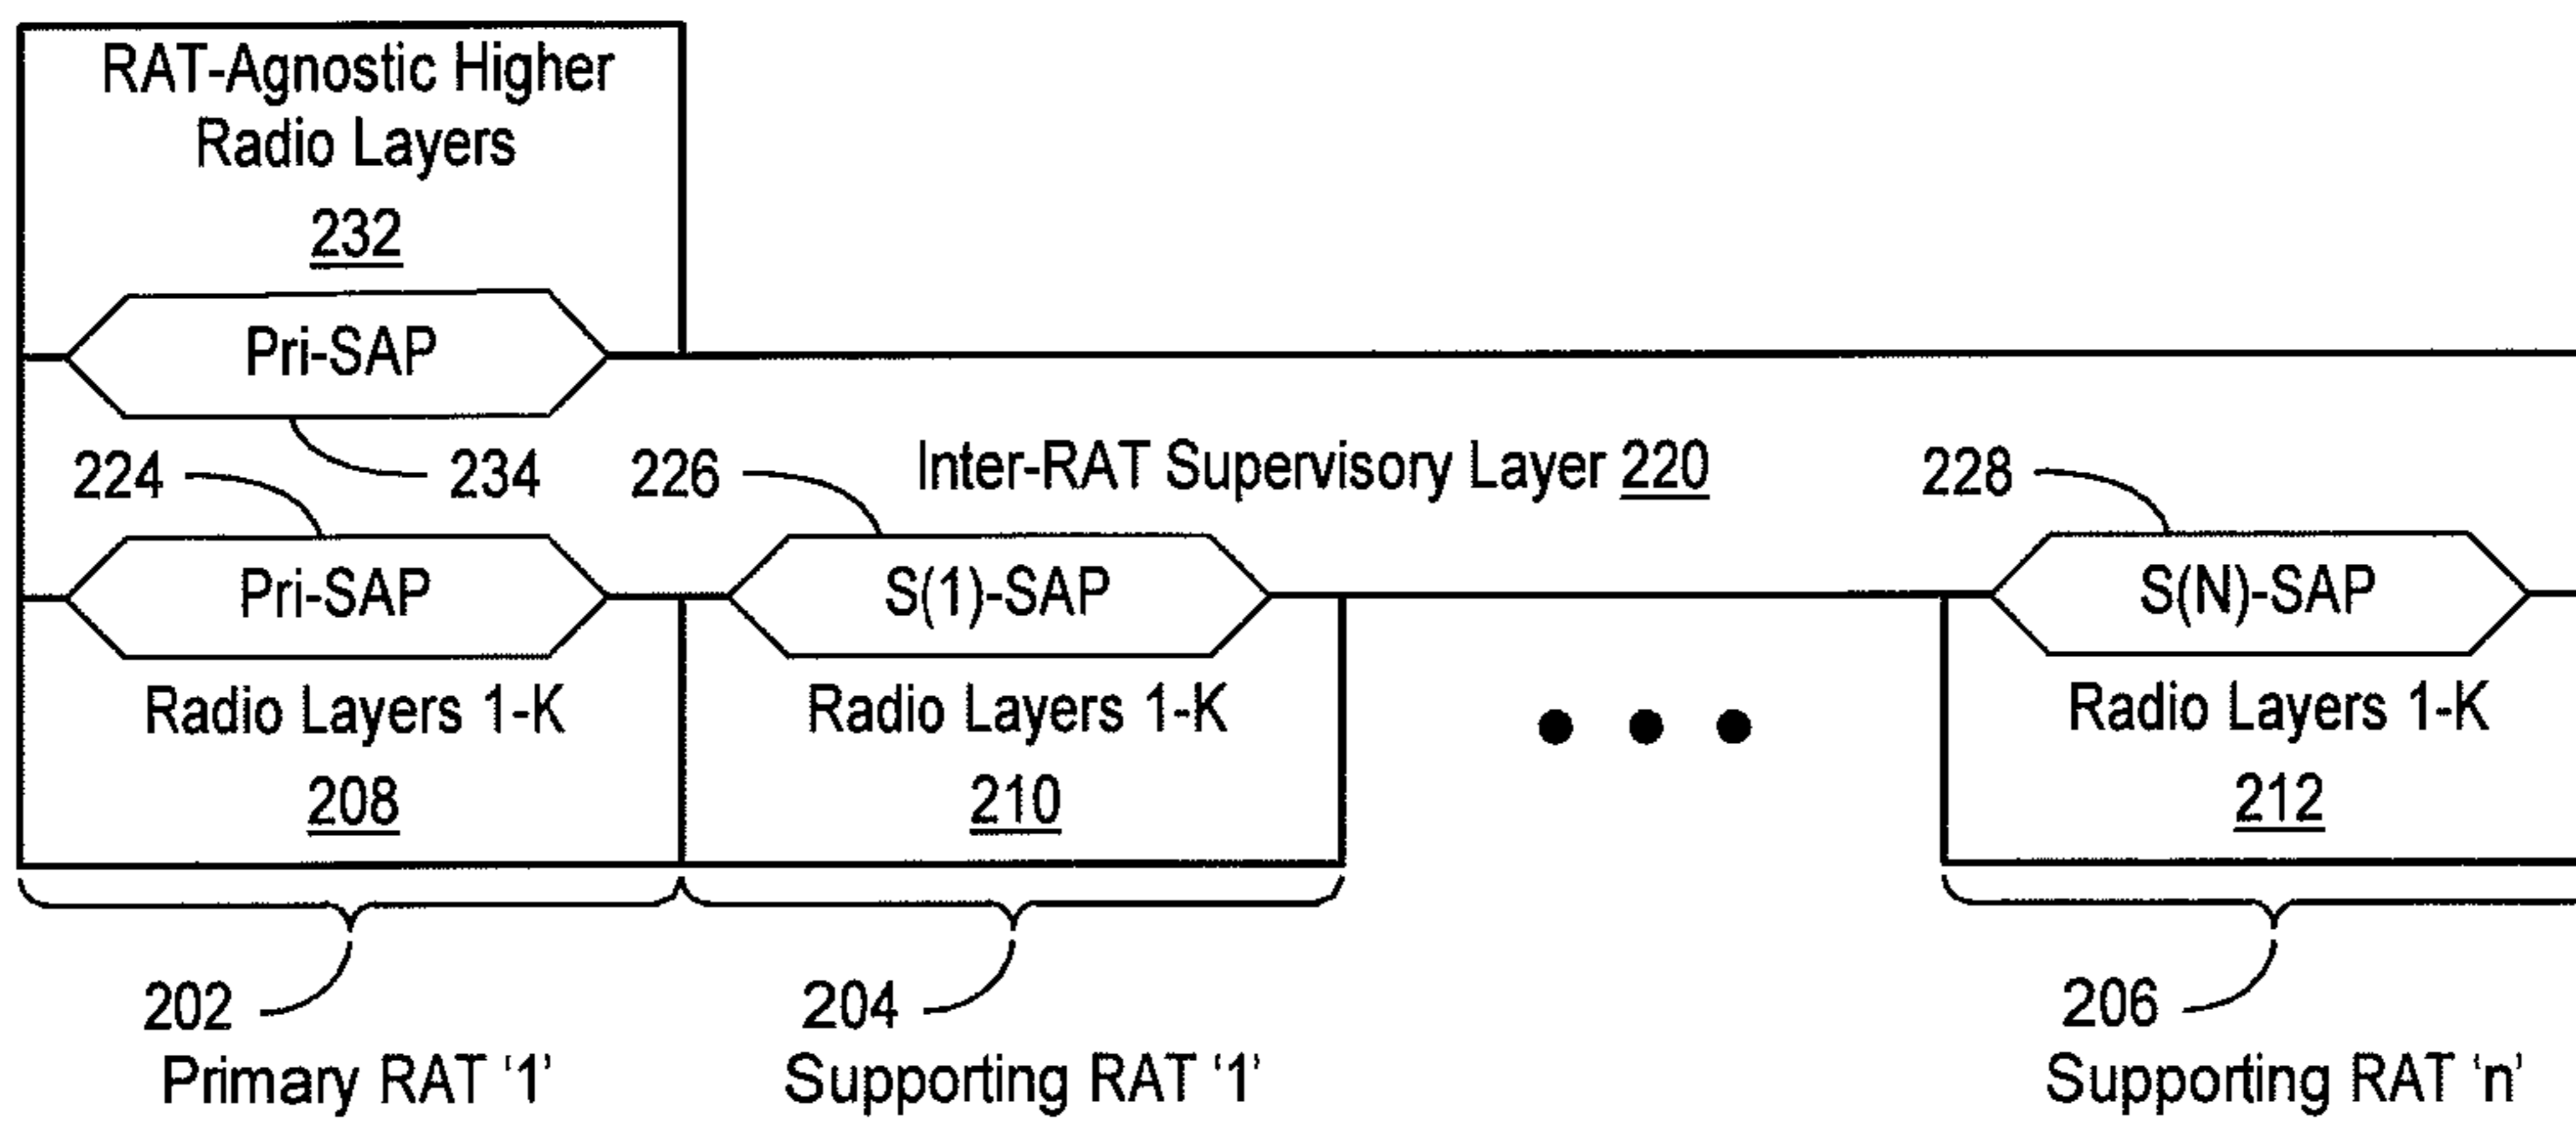 RAT-Agnostic Higher
Radio Layers
232
Pri-SAP
224
234
226
Inter-RAT Supervisory Layer 220
228
Pri-SAP
S(1)-SAP
S(N)-SAP
Radio Layers 1-K
Radio Layers 1-K
Radio Layers 1-K
208
210
212
202
204
206
Primary RAT ‘1’
Supporting RAT ‘1’
Supporting RAT ‘n’